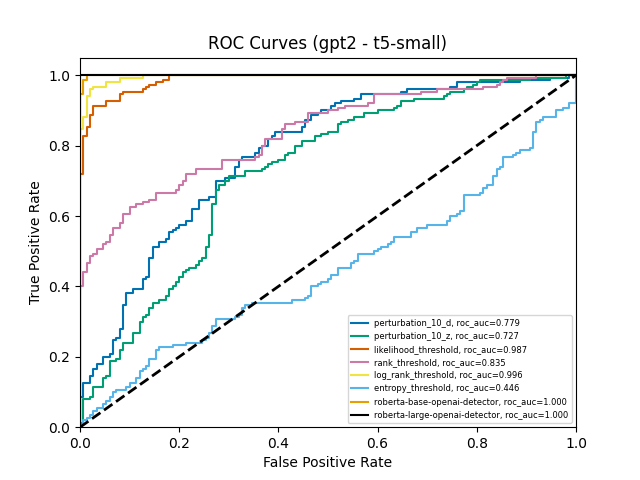 ROC Curves (gpt2 - t5-small)
True Positive Rate
1.0
0.8
0.6
0.4
0.2
0.0
perturbation_10_d, roc_auc=0.779
perturbation_10_z, roc_auc=0.727
likelihood_threshold, roc_auc=0.987
rank_threshold, roc_auc=0.835
log_rank_threshold, roc_auc=0.996
entropy_threshold, roc_auc=0.446
roberta-base-openai-detector, roc_auc=1.000
roberta-large-openai-detector, roc_auc=1.000
0.0 0.2 0.4 0.6 0.8 1.0
False Positive Rate